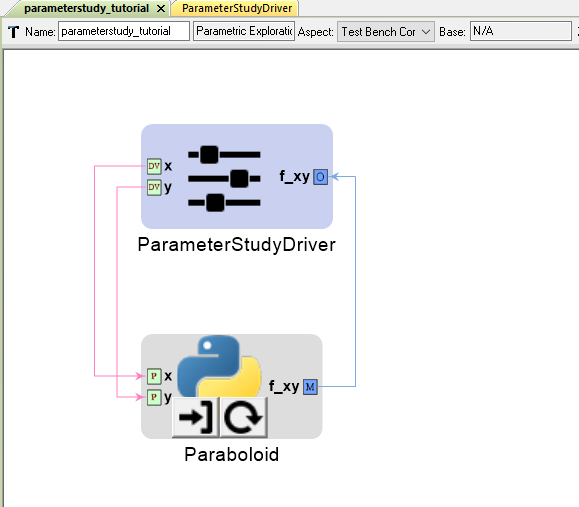 parameterstudy_tutorial ParameterStudyDriver
Name: parameterstudy_tutorial Parametric Exploratio Aspect: Test Bench Cor Base: N/A
DV x
DV y
f_xy O
ParameterStudyDriver
P x
P y
f_xy M
Paraboloid